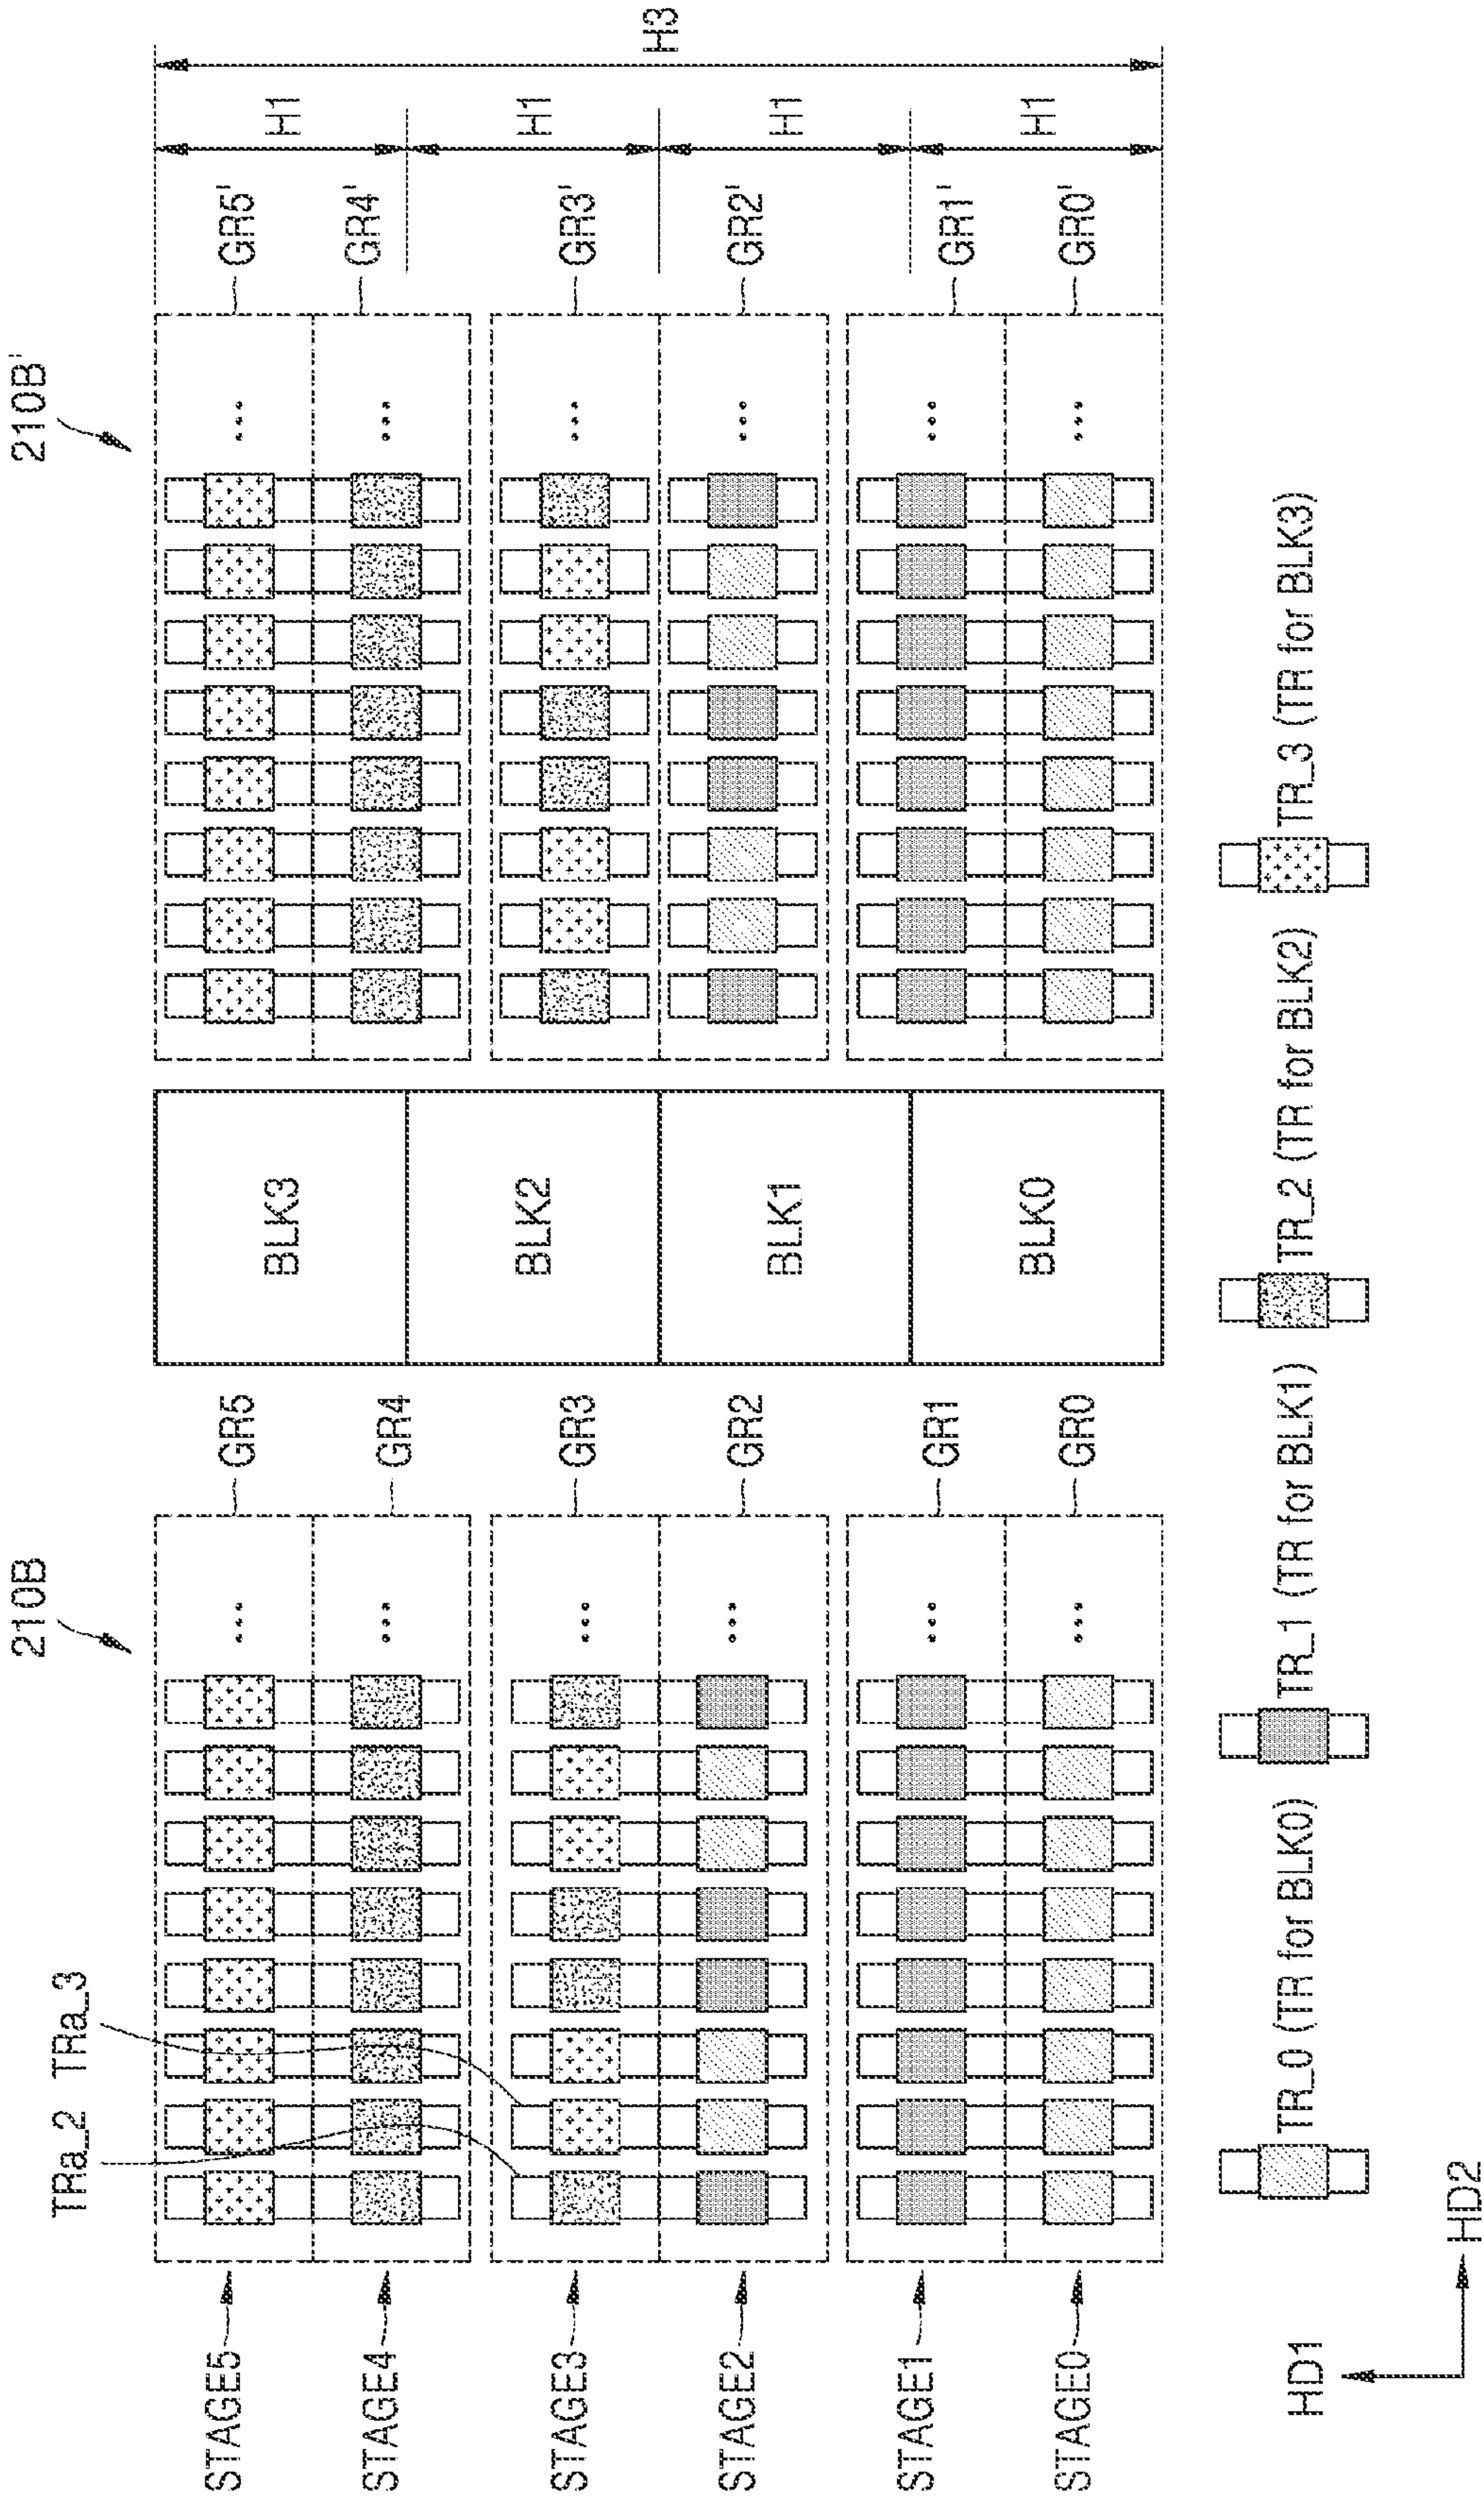 210B
210B'
TRa_2
TRa_3
STAGE5
GR5
BLK3
GR5'
H1
H3
STAGE4
GR4
GR4'
STAGE3
GR3
BLK2
GR3'
H1
STAGE2
GR2
BLK1
GR2'
H1
STAGE1
GR1
GR1'
STAGE0
GR0
BLK0
GR0'
H1
...
...
...
...
...
...
...
...
...
...
...
...
TR_0 (TR for BLK0)
TR_1 (TR for BLK1)
TR_2 (TR for BLK2)
TR_3 (TR for BLK3)
HD1
HD2